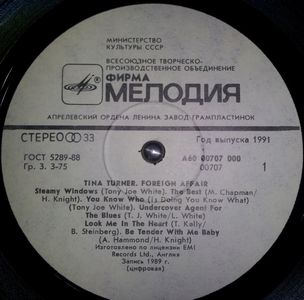 МИНИСТЕРСТВО
КУЛЬТУРЫ СССР
ВСЕСОЮЗНОЕ ТВОРЧЕСКО-
ПРОИЗВОДСТВЕННОЕ ОБЪЕДИНЕНИЕ
ФИРМА
МЕЛОДИЯ
АПРЕЛЕВСКИЙ ОРДЕНА ЛЕНИНА ЗАВОД ГРАМПЛАСТИНОК
СТЕРЕО 33
Год выпуска 1991
ГОСТ 5289-88
А60 00707 000
Гр. 3. 3-75
00707
1
TINA TURNER. FOREIGN AFFAIR
Steamy Windows (Tony Joe White). The Best (M. Chapman/
H. Knight). You Know Who (is Doing You Know What)
(Tony Joe White). Undercover Agent For
The Blues (T. J. White/L. White)
Look Me In The Heart (T. Kelly/
B. Steinberg). Be Tender With Me Baby
(A. Hammond/H. Knight)
Изготовлено по лицензии EMI
Records Ltd., Англия
Запись 1989 г.
(цифровая)